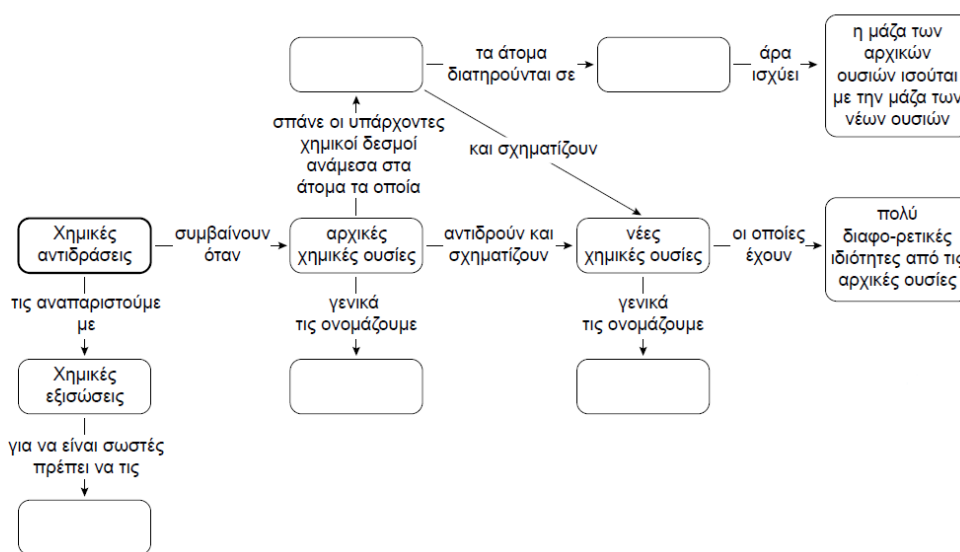 τα άτομα
διατηρούνται σε
άρα
ισχύει
η μάζα των
αρχικών
ουσιών ισούται
με την μάζα των
νέων ουσιών
σπάνε οι υπάρχοντες
χημικοί δεσμοί
ανάμεσα στα
άτομα τα οποία
και σχηματίζουν
Χημικές
αντιδράσεις
συμβαίνουν
όταν
αρχικές
χημικές ουσίες
αντιδρούν και
σχηματίζουν
νέες
χημικές ουσίες
οι οποίες
έχουν
πολύ
διαφο-ρετικές
ιδιότητες από τις
αρχικές ουσίες
τις αναπαριστούμε
με
γενικά
τις ονομάζουμε
γενικά
τις ονομάζουμε
Χημικές
εξισώσεις
για να είναι σωστές
πρέπει να τις